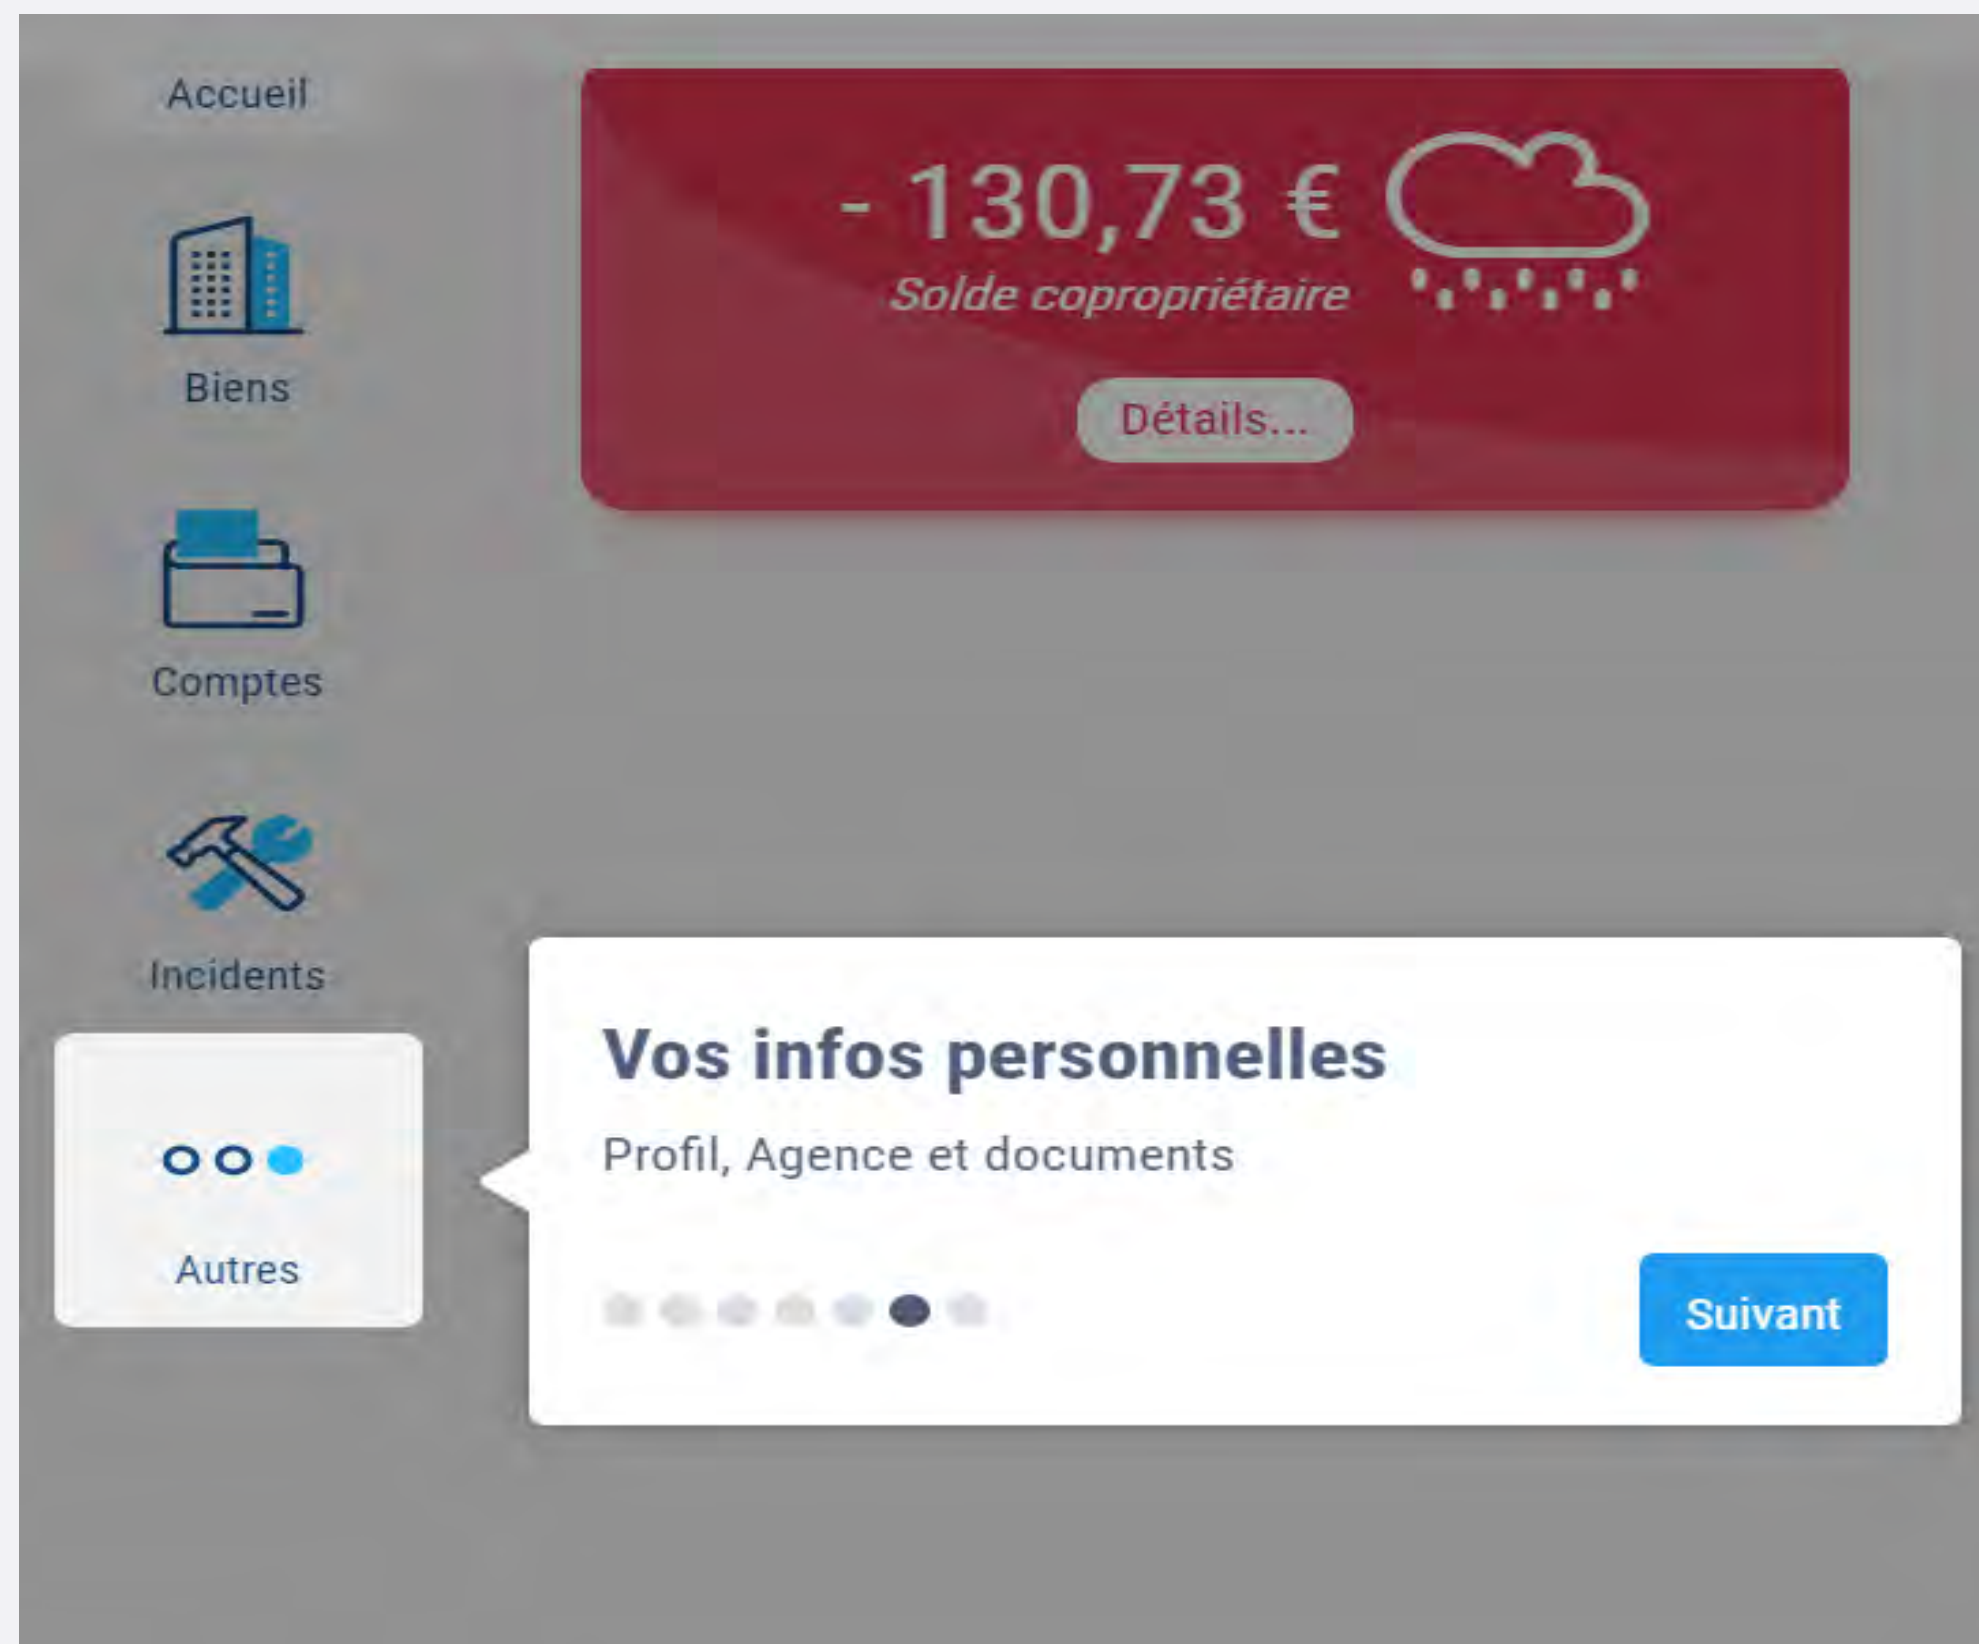 Accueil
- 130,73 €
Solde copropriétaire
Détails...
Biens
Comptes
Incidents
Autres
Vos infos personnelles
Profil, Agence et documents
Suivant